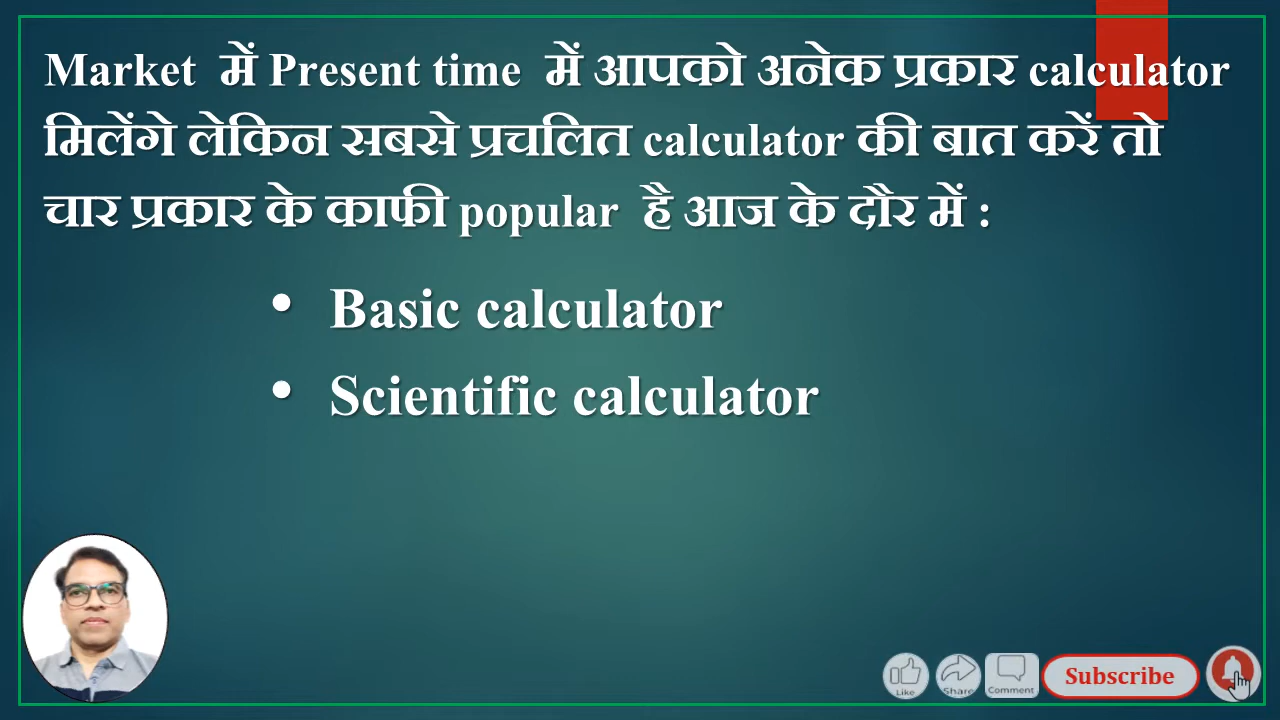 Market में Present time में आपको अनेक प्रकार calculator
मिलेंगे लेकिन सबसे प्रचलित calculator की बात करें तो
चार प्रकार के काफी popular है आज के दौर में :
• Basic calculator
• Scientific calculator
Like
Share
Comment
Subscribe